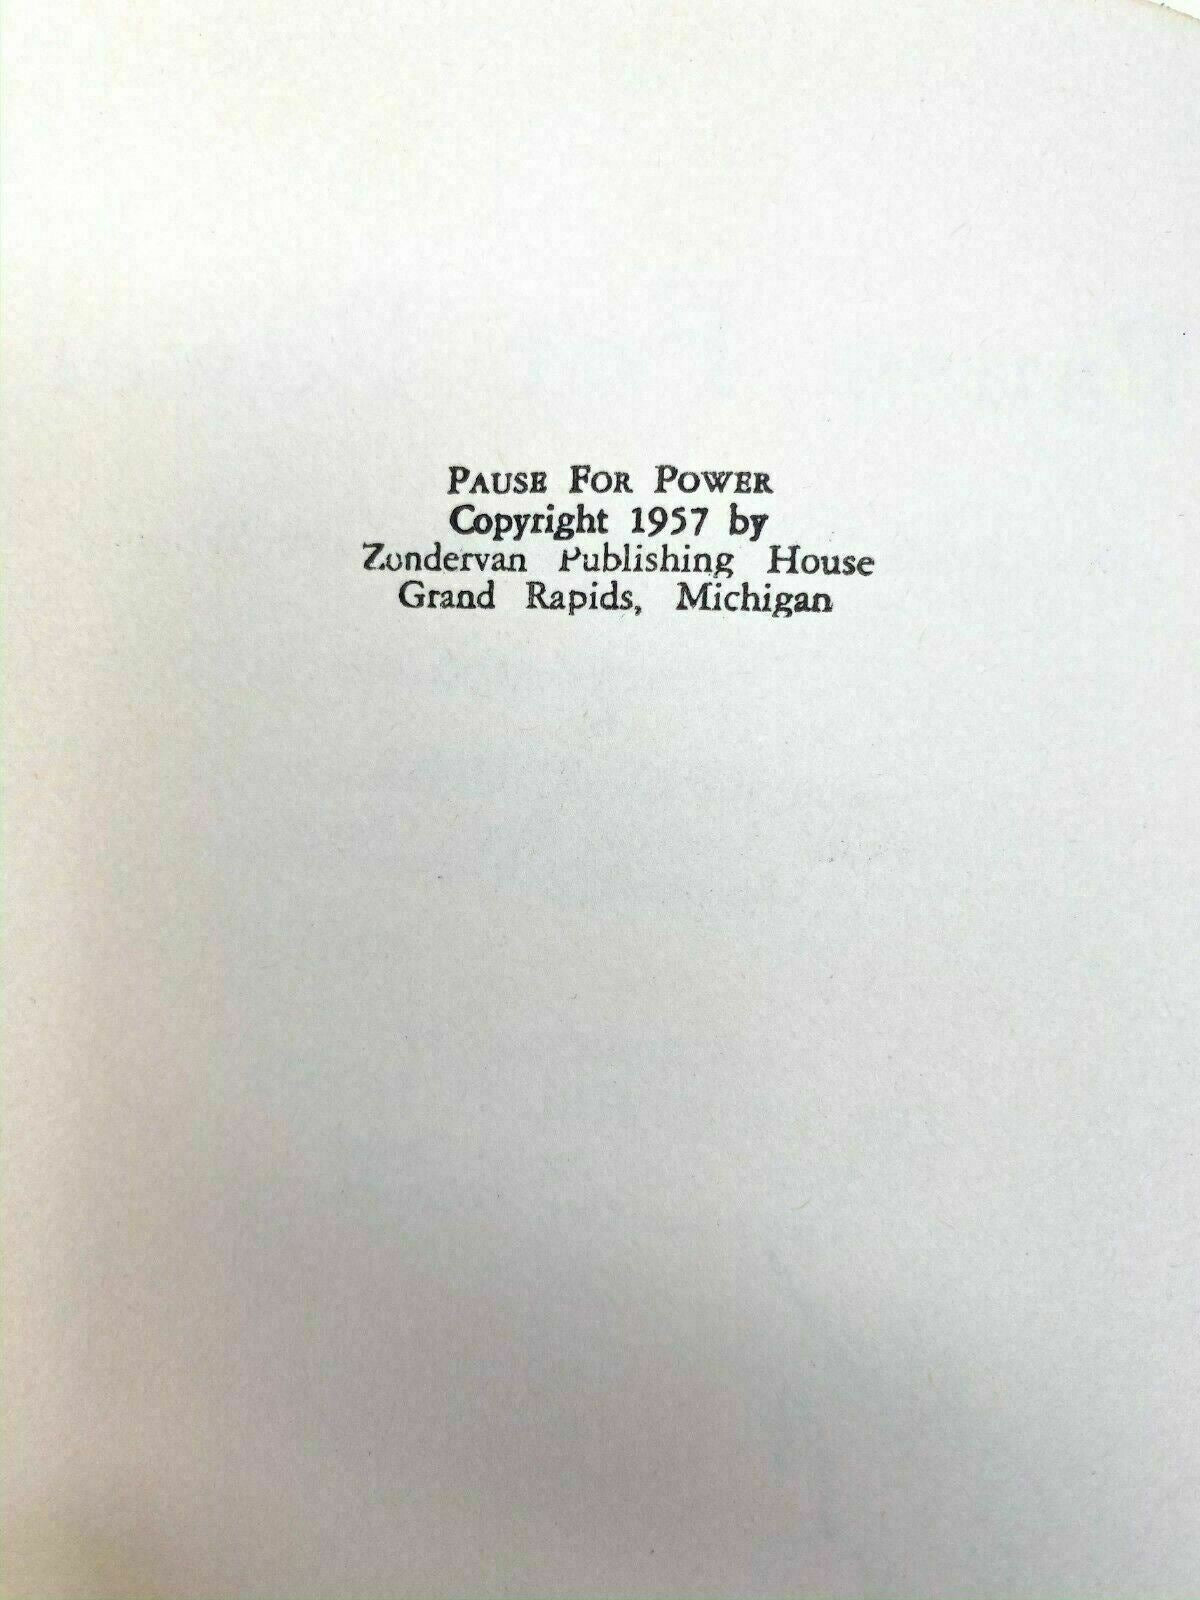 PAUSE FOR POWER
Copyright 1957 by
Zondervan Publishing House
Grand Rapids, Michigan